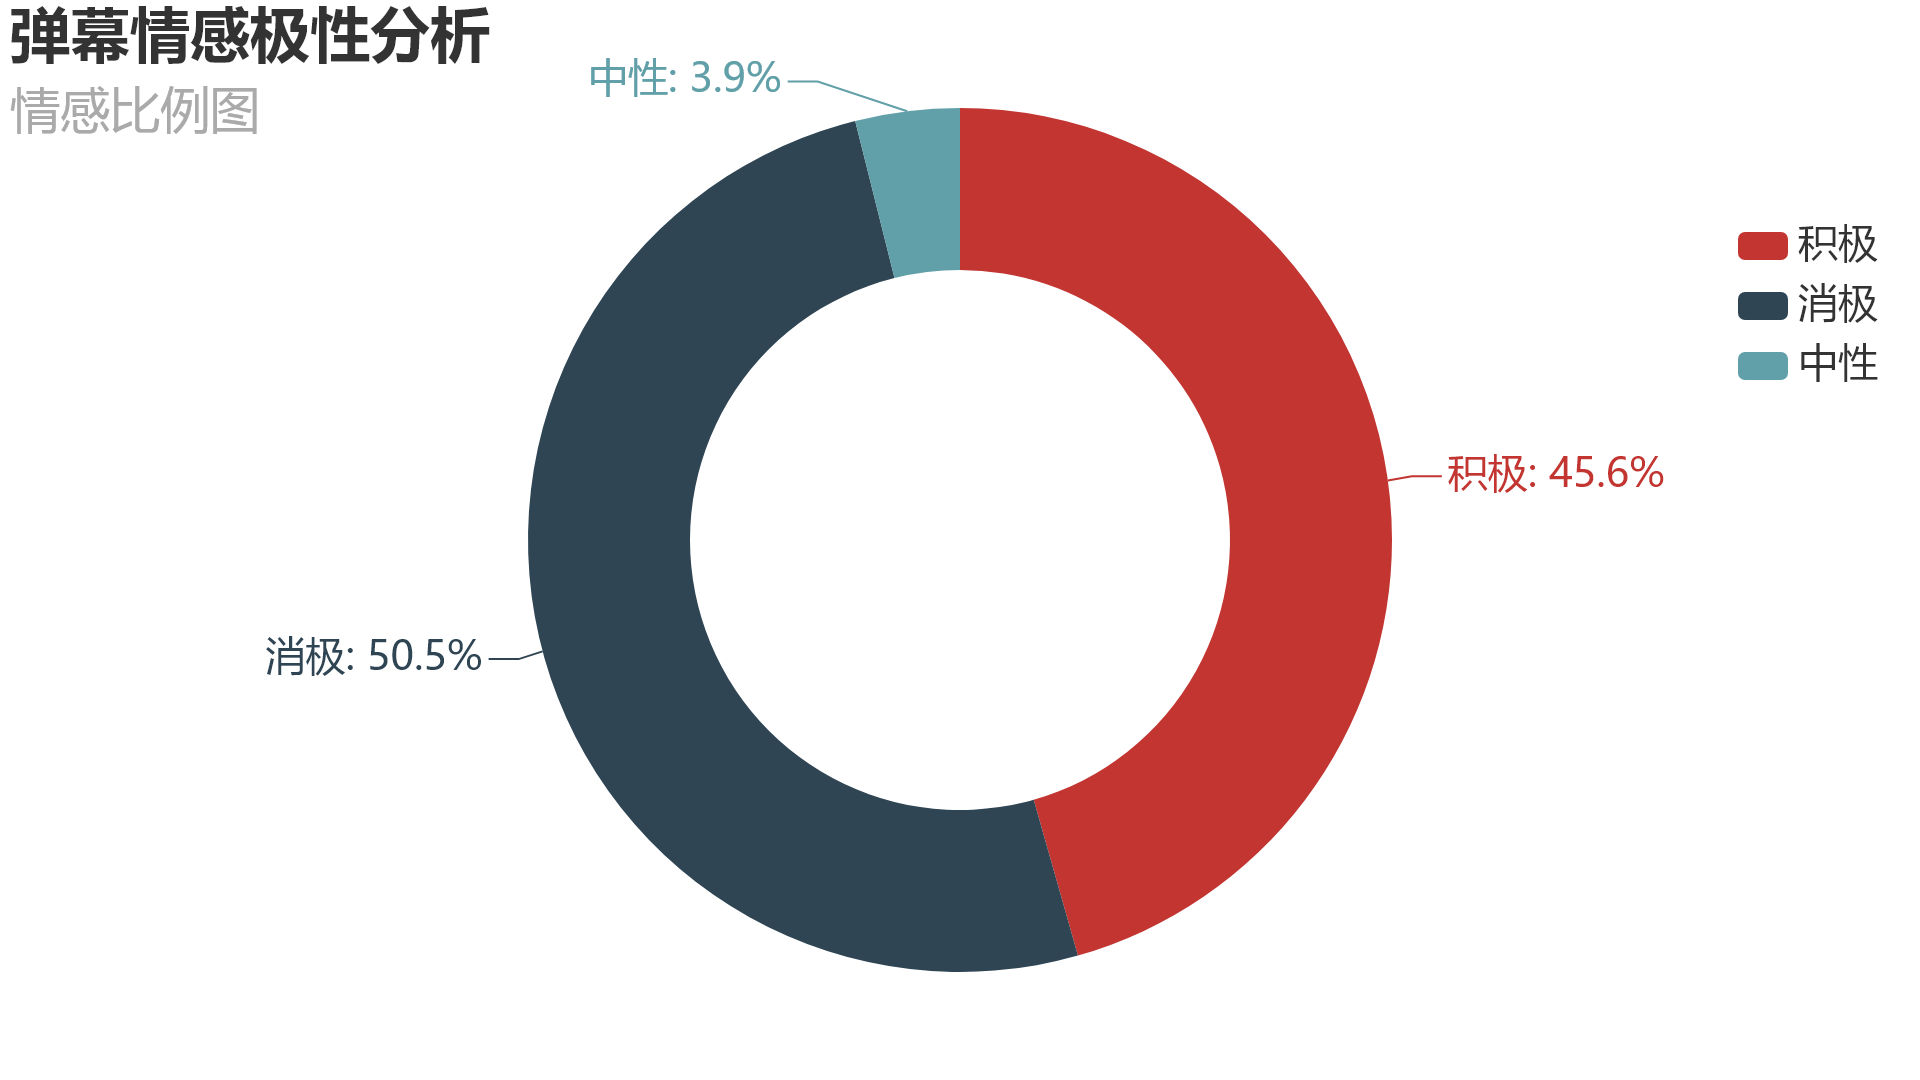 弹幕情感极性分析
情感比例图
中性: 3.9%
积极
消极
中性
积极: 45.6%
消极: 50.5%